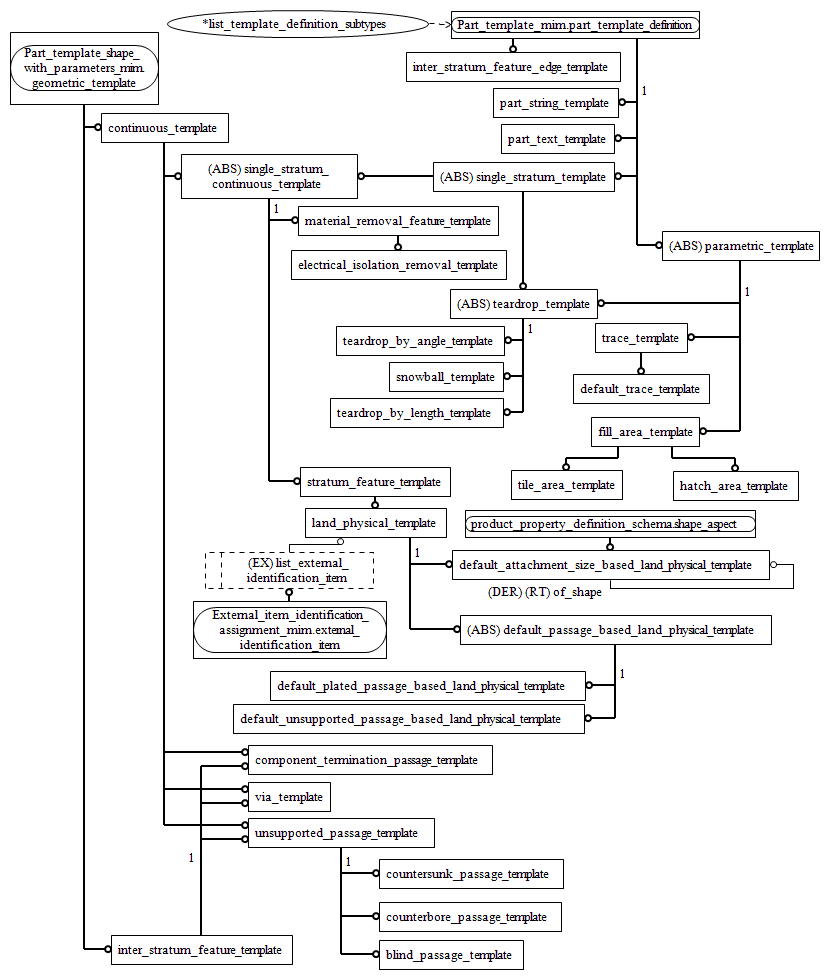 *list_template_definition_subtypes
Part_template_mim.part_template_definition
Part_template_shape_
with_parameters_mim.
geometric_template
inter_stratum_feature_edge_template
1
part_string_template
continuous_template
part_text_template
(ABS) single_stratum_
continuous_template
(ABS) single_stratum_template
1
material_removal_feature_template
(ABS) parametric_template
electrical_isolation_removal_template
1
(ABS) teardrop_template
1
teardrop_by_angle_template
trace_template
snowball_template
default_trace_template
teardrop_by_length_template
fill_area_template
stratum_feature_template
tile_area_template
hatch_area_template
land_physical_template
product_property_definition_schema.shape_aspect
1
(EX) list_external_
identification_item
default_attachment_size_based_land_physical_template
(DER) (RT) of_shape
External_item_identification_
assignment_mim.external_
identification_item
(ABS) default_passage_based_land_physical_template
1
default_plated_passage_based_land_physical_template
default_unsupported_passage_based_land_physical_template
component_termination_passage_template
via_template
unsupported_passage_template
1
1
countersunk_passage_template
counterbore_passage_template
inter_stratum_feature_template
blind_passage_template